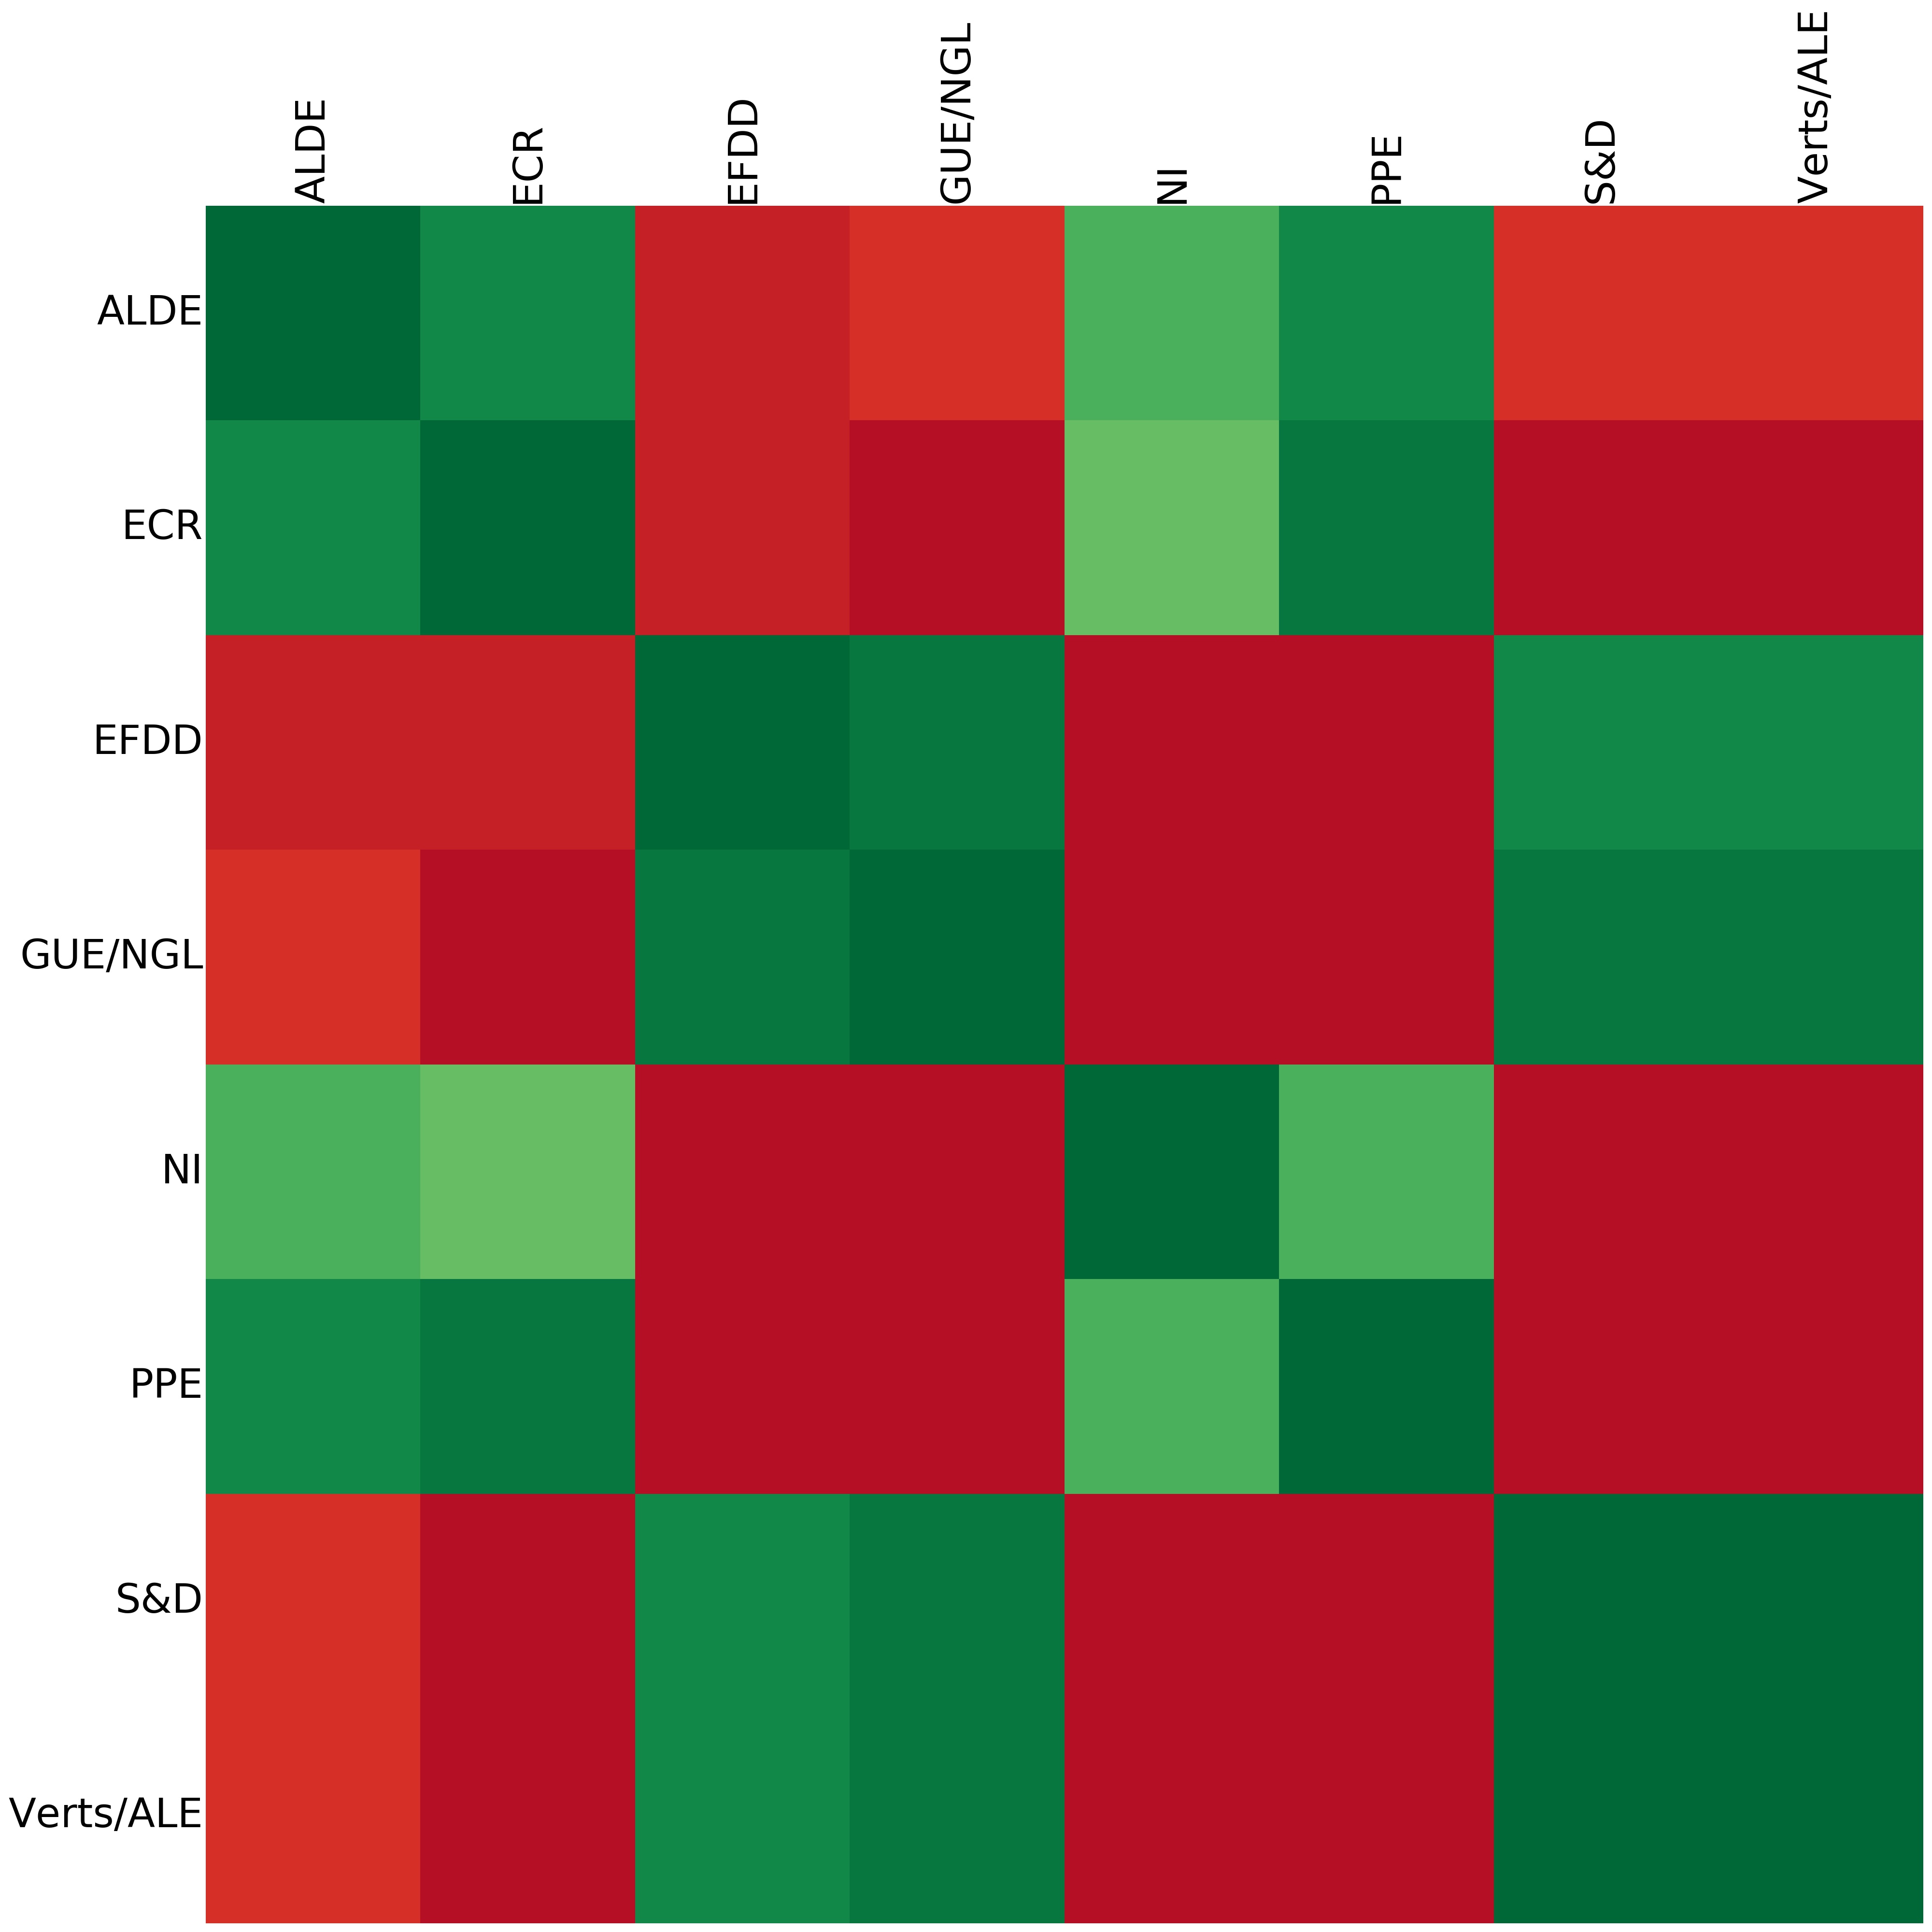 ALDE
ECR
EFDD
GUE/NGL
NI
PPE
S&D
Verts/ALE
ALDE
ECR
EFDD
GUE/NGL
NI
PPE
S&D
Verts/ALE